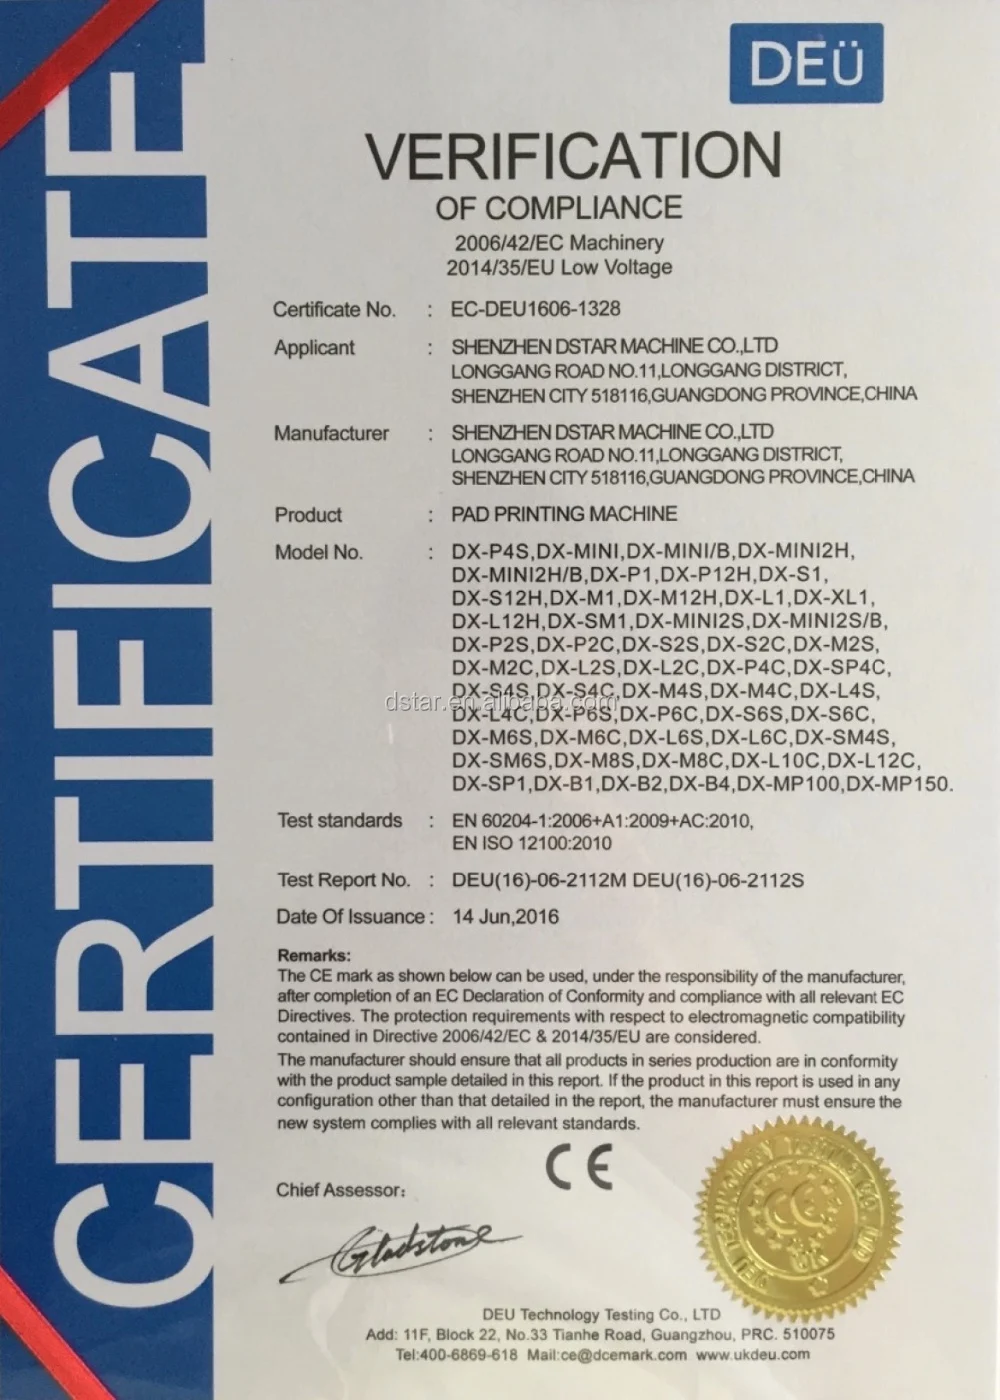 CERTIFICATE
DEÜ
VERIFICATION
OF COMPLIANCE
2006/42/EC Machinery
2014/35/EU Low Voltage
Certificate No. : EC-DEU1606-1328
Applicant : SHENZHEN DSTAR MACHINE CO.,LTD
LONGGANG ROAD NO.11,LONGGANG DISTRICT,
SHENZHEN CITY 518116,GUANGDONG PROVINCE,CHINA
Manufacturer : SHENZHEN DSTAR MACHINE CO.,LTD
LONGGANG ROAD NO.11,LONGGANG DISTRICT,
SHENZHEN CITY 518116,GUANGDONG PROVINCE,CHINA
Product : PAD PRINTING MACHINE
Model No. : DX-P4S,DX-MINI,DX-MINI/B,DX-MINI2H,
DX-MINI2H/B,DX-P1,DX-P12H,DX-S1,
DX-S12H,DX-M1,DX-M12H,DX-L1,DX-XL1,
DX-L12H,DX-SM1,DX-MINI2S,DX-MINI2S/B,
DX-P2S,DX-P2C,DX-S2S,DX-S2C,DX-M2S,
DX-M2C,DX-L2S,DX-L2C,DX-P4C,DX-SP4C,
DX-S4S,DX-S4C,DX-M4S,DX-M4C,DX-L4S,
dstar.en.alibaba.com
DX-L4C,DX-P6S,DX-P6C,DX-S6S,DX-S6C,
DX-M6S,DX-M6C,DX-L6S,DX-L6C,DX-SM4S,
DX-SM6S,DX-M8S,DX-M8C,DX-L10C,DX-L12C,
DX-SP1,DX-B1,DX-B2,DX-B4,DX-MP100,DX-MP150.
Test standards : EN 60204-1:2006+A1:2009+AC:2010,
EN ISO 12100:2010
Test Report No. : DEU(16)-06-2112M DEU(16)-06-2112S
Date Of Issuance : 14 Jun,2016
Remarks:
The CE mark as shown below can be used, under the responsibility of the manufacturer,
after completion of an EC Declaration of Conformity and compliance with all relevant EC
Directives. The protection requirements with respect to electromagnetic compatibility
contained in Directive 2006/42/EC & 2014/35/EU are considered.
The manufacturer should ensure that all products in series production are in conformity
with the product sample detailed in this report. If the product in this report is used in any
configuration other than that detailed in the report, the manufacturer must ensure the
new system complies with all relevant standards.
CE
Chief Assessor:
Gladstone
DEU Technology Testing Co., LTD
Add: 11F, Block 22, No.33 Tianhe Road, Guangzhou, PRC. 510075
Tel:400-6869-618 Mail:ce@dcemark.com www.ukdeu.com